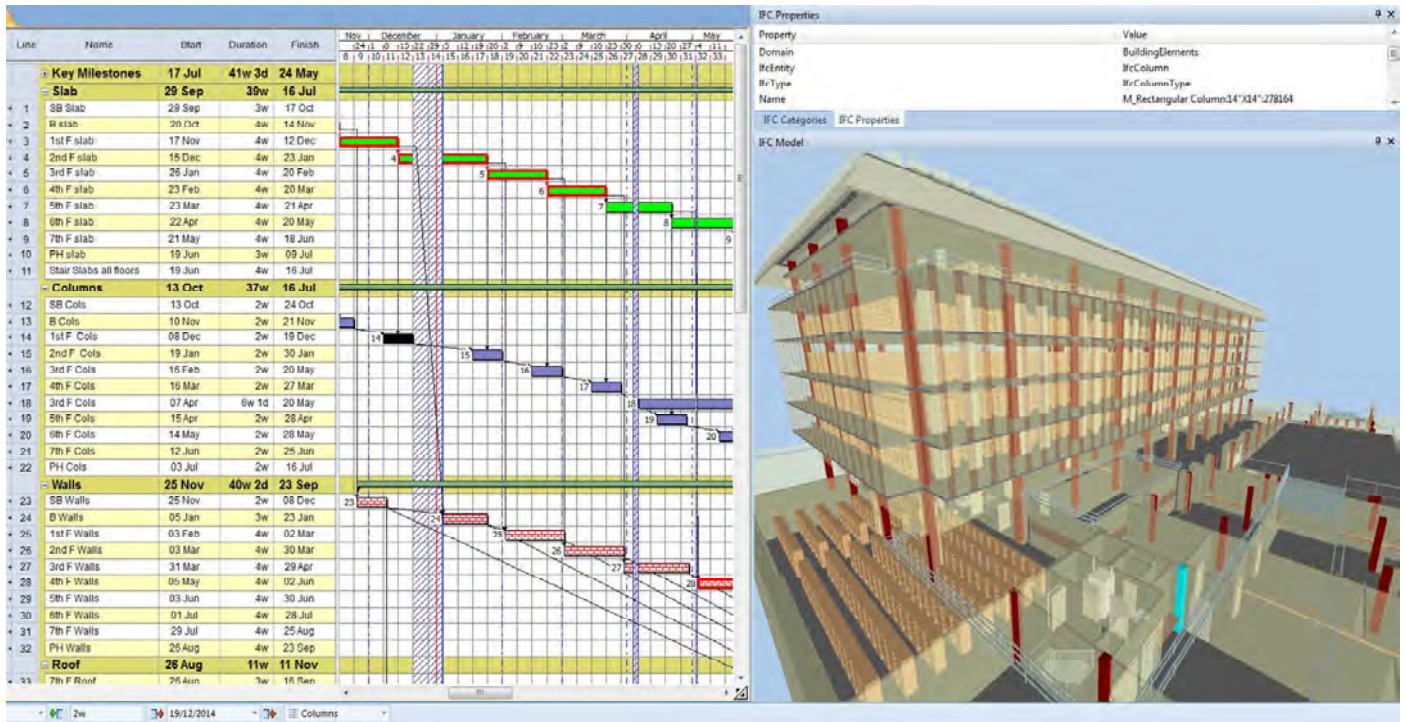 Line Name Start Duration Finish
Nov December January February March April May
Key Milestones 17 Jul 41w 3d 24 May
Slab 29 Sep 39w 16 Jul
1 SB Slab 29 Sep 3w 17 Oct
2 B slab 20 Oct 4w 14 Nov
3 1st F slab 17 Nov 4w 12 Dec
4 2nd F slab 15 Dec 4w 23 Jan
5 3rd F slab 26 Jan 4w 20 Feb
6 4th F slab 23 Feb 4w 20 Mar
7 5th F slab 23 Mar 4w 21 Apr
8 6th F slab 22 Apr 4w 20 May
9 7th F slab 21 May 4w 18 Jun
10 PH slab 19 Jun 3w 09 Jul
11 Stair Slabs all floors 19 Jun 4w 16 Jul
Columns 13 Oct 37w 16 Jul
12 SB Cols 13 Oct 2w 24 Oct
13 B Cols 10 Nov 2w 21 Nov
14 1st F Cols 08 Dec 2w 19 Dec
15 2nd F Cols 19 Jan 2w 30 Jan
16 3rd F Cols 16 Feb 2w 20 May
17 4th F Cols 16 Mar 2w 27 Mar
18 3rd F Cols 07 Apr 6w 1d 20 May
19 5th F Cols 15 Apr 2w 28 Apr
20 6th F Cols 14 May 2w 28 May
21 7th F Cols 12 Jun 2w 25 Jun
22 PH Cols 03 Jul 2w 16 Jul
Walls 25 Nov 40w 2d 23 Sep
23 SB Walls 25 Nov 2w 08 Dec
24 B Walls 05 Jan 3w 23 Jan
25 1st F Walls 03 Feb 4w 02 Mar
26 2nd F Walls 03 Mar 4w 30 Mar
27 3rd F Walls 31 Mar 4w 29 Apr
28 4th F Walls 05 May 4w 02 Jun
29 5th F Walls 03 Jun 4w 30 Jun
30 6th F Walls 01 Jul 4w 28 Jul
31 7th F Walls 29 Jul 4w 25 Aug
32 PH Walls 26 Aug 4w 23 Sep
Roof 26 Aug 11w 11 Nov
33 7th F Roof 26 Aug 3w 16 Sep
2w 19/12/2014 Columns
IFC Properties
Property Value
Domain BuildingElements
IfcEntity IfcColumn
IfcType IfcColumnType
Name M_Rectangular Column:14"X14":278164
IFC Categories IFC Properties
IFC Model